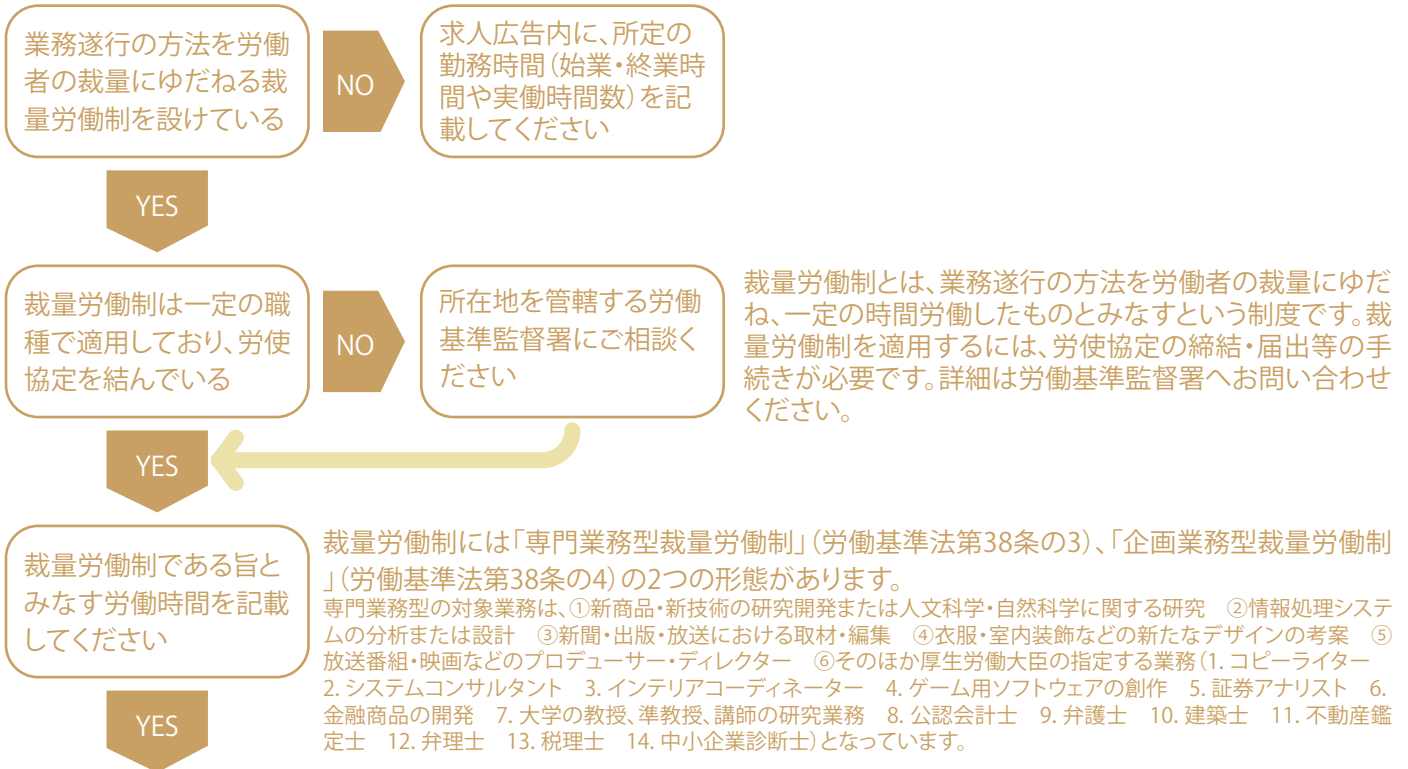 業務遂行の方法を労働
者の裁量にゆだねる裁
量労働制を設けている
NO
求人広告内に、所定の
勤務時間（始業・終業時
間や実働時間数）を記
載してください
YES
裁量労働制は一定の職
種で適用しており、労使
協定を結んでいる
NO
所在地を管轄する労働
基準監督署にご相談く
ださい
裁量労働制とは、業務遂行の方法を労働者の裁量にゆだ
ね、一定の時間労働したものとみなすという制度です。裁
量労働制を適用するには、労使協定の締結・届出等の手
続きが必要です。詳細は労働基準監督署へお問い合わせ
ください。
YES
裁量労働制である旨と
みなす労働時間を記載
してください
裁量労働制には「専門業務型裁量労働制」（労働基準法第38条の3）、「企画業務型裁量労働制
」（労働基準法第38条の4）の2つの形態があります。
専門業務型の対象業務は、①新商品・新技術の研究開発または人文科学・自然科学に関する研究　②情報処理システ
ムの分析または設計　③新聞・出版・放送における取材・編集　④衣服・室内装飾などの新たなデザインの考案　⑤
放送番組・映画などのプロデューサー・ディレクター　⑥そのほか厚生労働大臣の指定する業務（1. コピーライター
2. システムコンサルタント　3. インテリアコーディネーター　4. ゲーム用ソフトウェアの創作　5. 証券アナリスト　6.
金融商品の開発　7. 大学の教授、準教授、講師の研究業務　8. 公認会計士　9. 弁護士　10. 建築士　11. 不動産鑑
定士　12. 弁理士　13. 税理士　14. 中小企業診断士）となっています。
YES